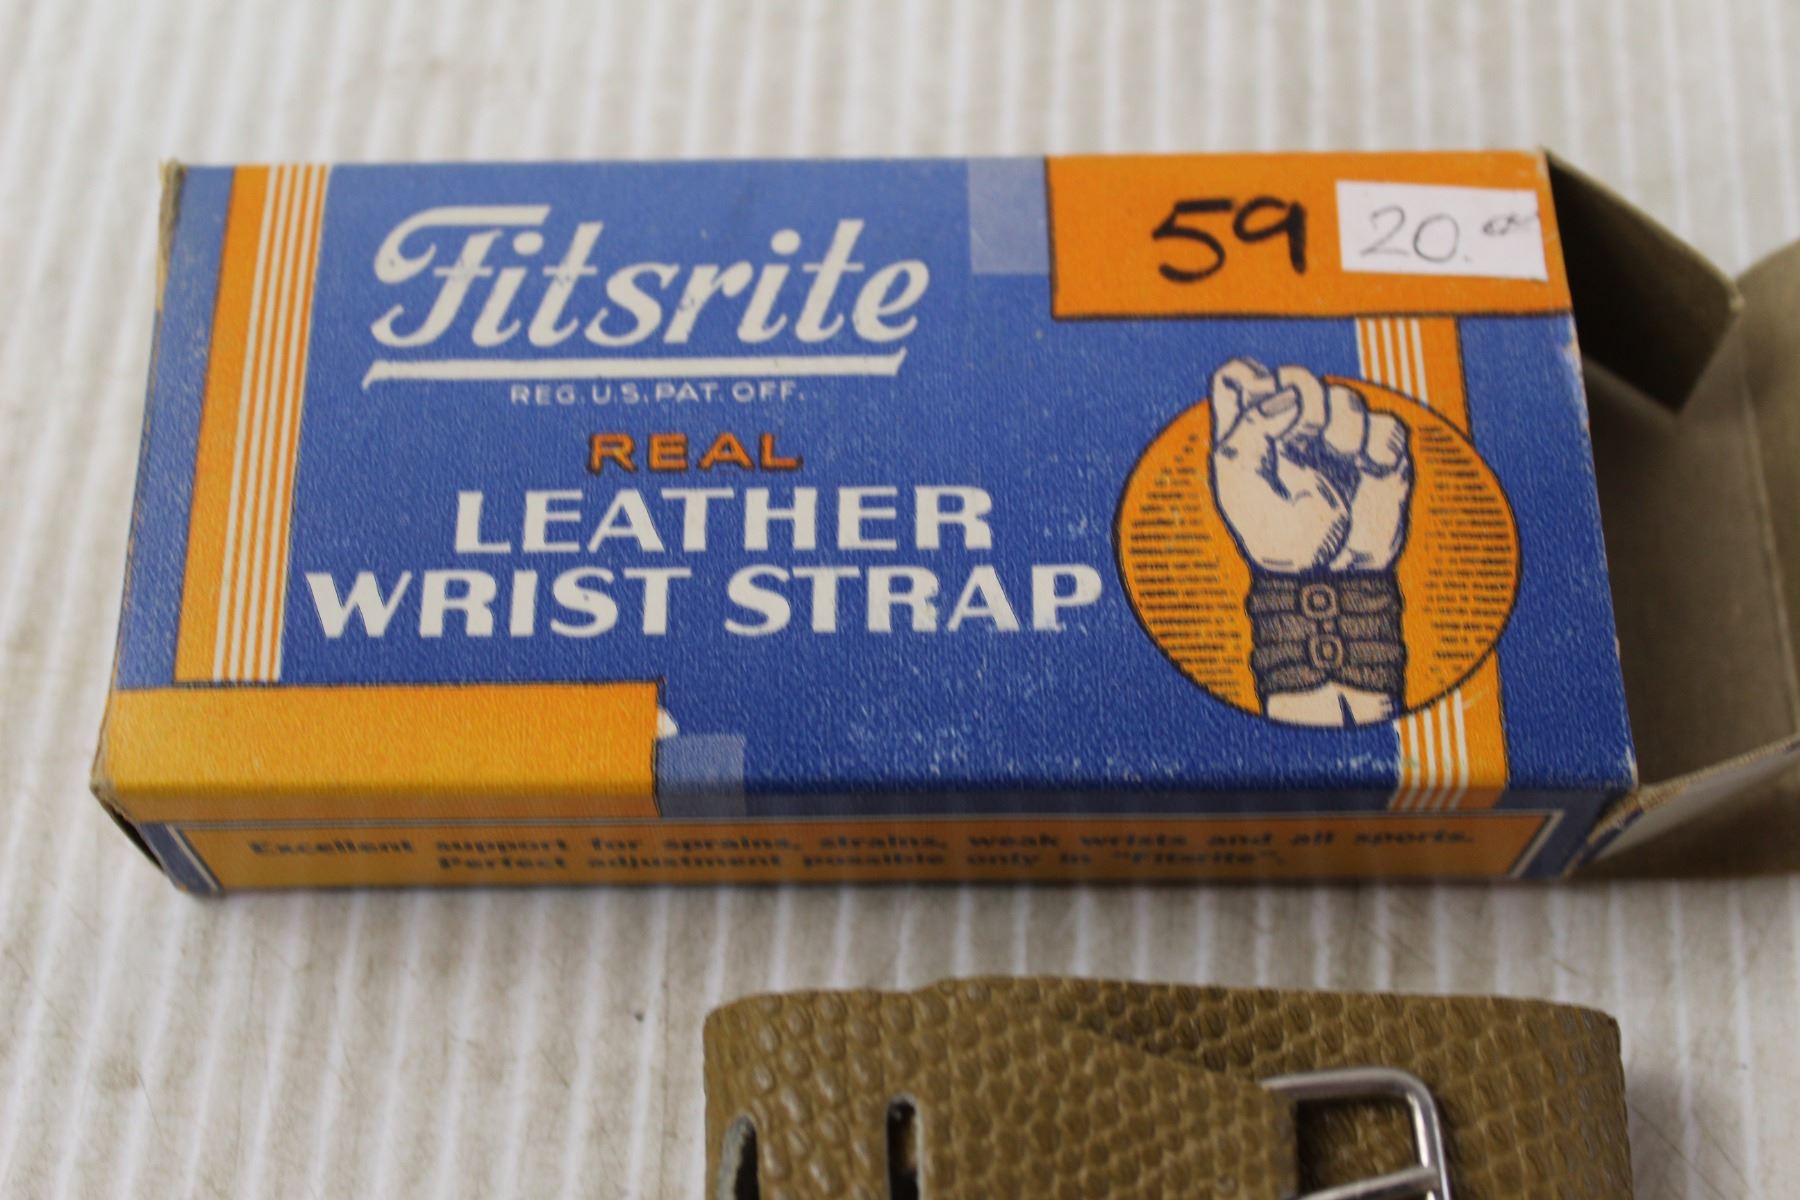 Fitsrite
REG. U.S. PAT. OFF.
59
20.00
REAL
LEATHER
WRIST STRAP
Excellent support for sprains, strains, weak wrists and all sports.
Perfect adjustment possible only in "Fitsrite".